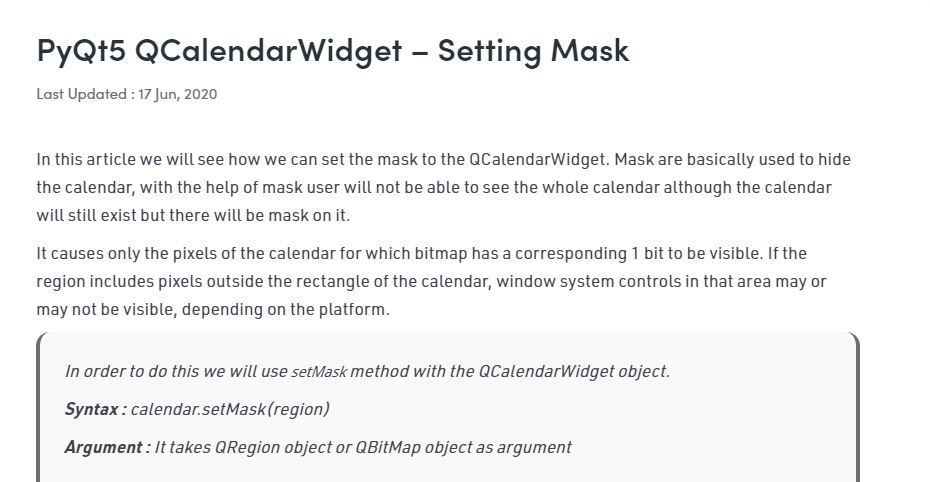 PyQt5 QCalendarWidget – Setting Mask
Last Updated : 17 Jun, 2020
In this article we will see how we can set the mask to the QCalendarWidget. Mask are basically used to hide
the calendar, with the help of mask user will not be able to see the whole calendar although the calendar
will still exist but there will be mask on it.
It causes only the pixels of the calendar for which bitmap has a corresponding 1 bit to be visible. If the
region includes pixels outside the rectangle of the calendar, window system controls in that area may or
may not be visible, depending on the platform.
In order to do this we will use setMask method with the QCalendarWidget object.
Syntax : calendar.setMask(region)
Argument : It takes QRegion object or QBitMap object as argument